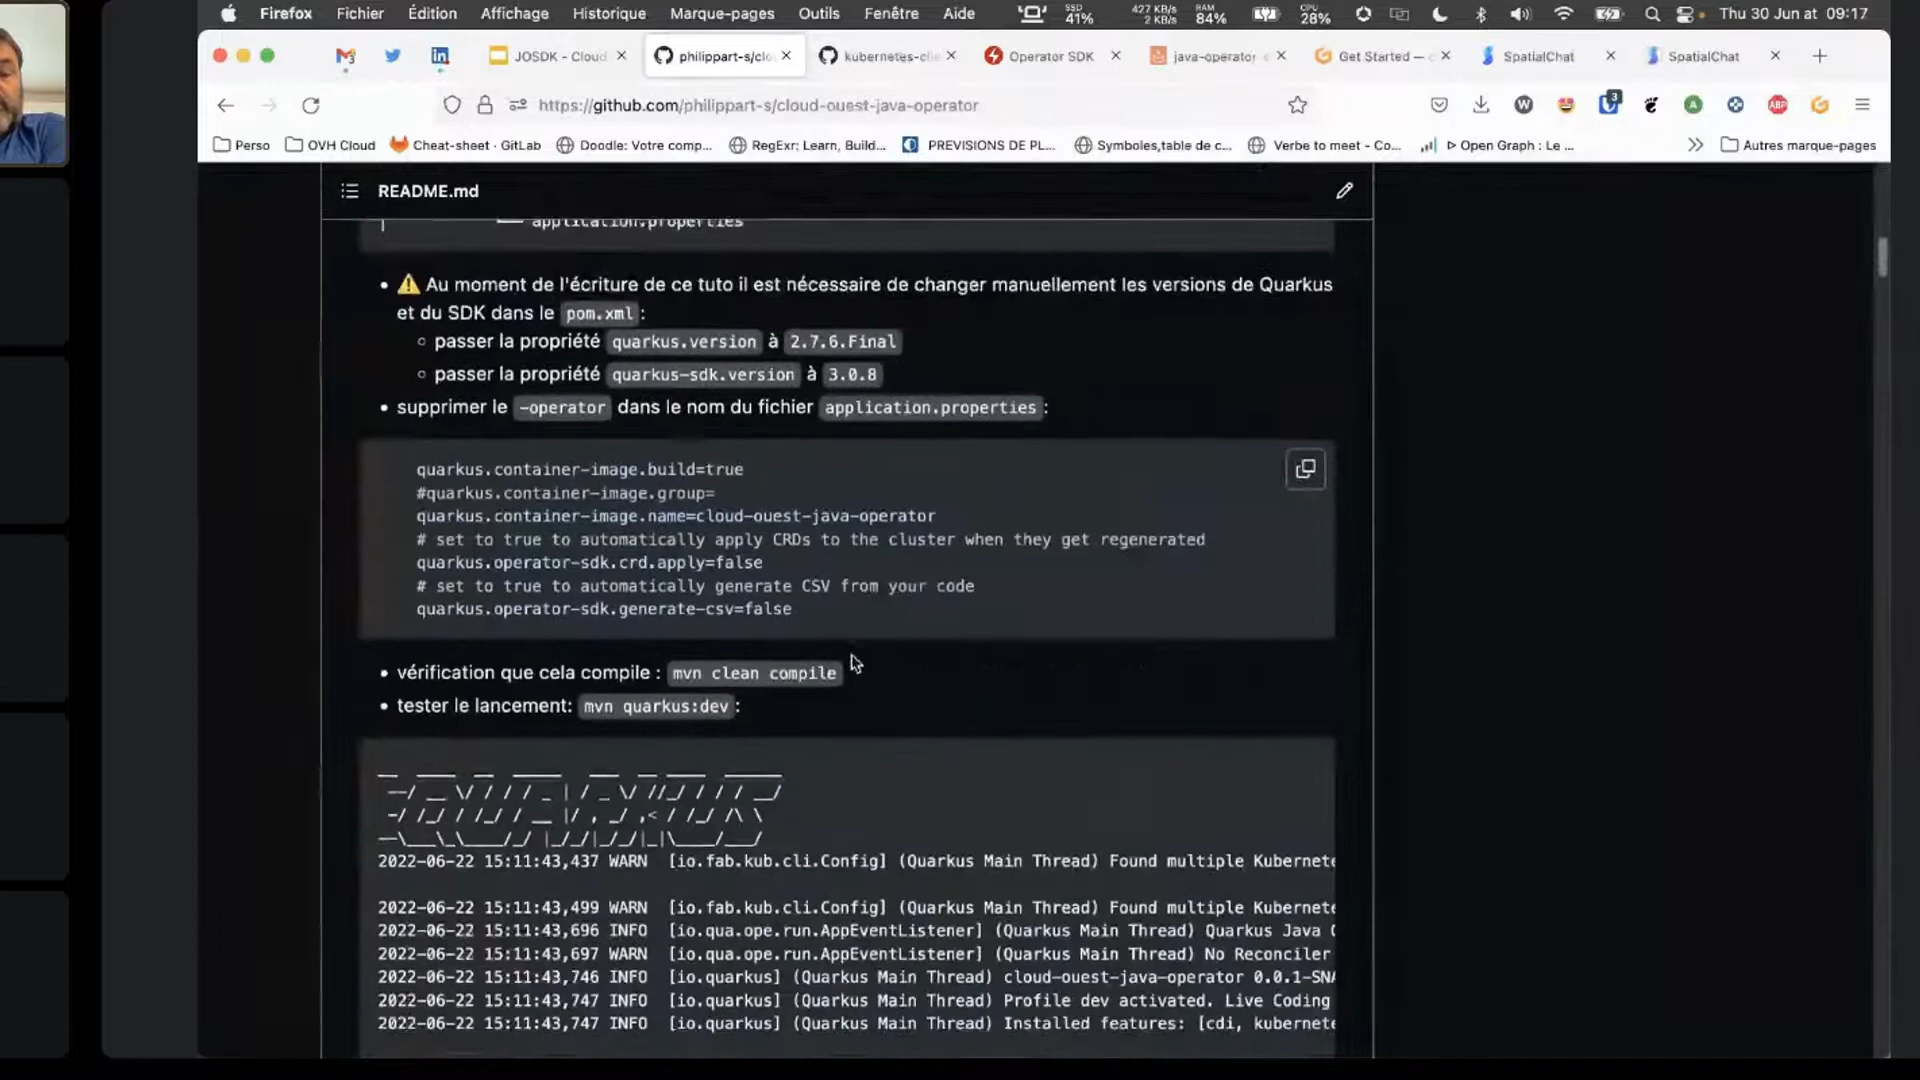 Firefox Fichier Édition Affichage Historique Marque-pages Outils Fenêtre Aide SSD 41% 427 KB/s 2 KB/s RAM 84% CPU 28% Thu 30 Jun at 09:17
JOSDK - Cloud philippart-s/clo kubernetes-clie Operator SDK java-operator Get Started — c SpatialChat SpatialChat
https://github.com/philippart-s/cloud-ouest-java-operator 3 ABP
Perso OVH Cloud Cheat-sheet · GitLab Doodle: Votre comp... RegExr: Learn, Build... PREVISIONS DE PL... Symboles,table de c... Verbe to meet - Co... Open Graph : Le ... Autres marque-pages
README.md
application.properties
⚠️ Au moment de l'écriture de ce tuto il est nécessaire de changer manuellement les versions de Quarkus
et du SDK dans le pom.xml :
passer la propriété quarkus.version à 2.7.6.Final
passer la propriété quarkus-sdk.version à 3.0.8
supprimer le -operator dans le nom du fichier application.properties :
quarkus.container-image.build=true
#quarkus.container-image.group=
quarkus.container-image.name=cloud-ouest-java-operator
# set to true to automatically apply CRDs to the cluster when they get regenerated
quarkus.operator-sdk.crd.apply=false
# set to true to automatically generate CSV from your code
quarkus.operator-sdk.generate-csv=false
vérification que cela compile : mvn clean compile
tester le lancement: mvn quarkus:dev :
2022-06-22 15:11:43,437 WARN [io.fab.kub.cli.Config] (Quarkus Main Thread) Found multiple Kubernete
2022-06-22 15:11:43,499 WARN [io.fab.kub.cli.Config] (Quarkus Main Thread) Found multiple Kubernete
2022-06-22 15:11:43,696 INFO [io.qua.ope.run.AppEventListener] (Quarkus Main Thread) Quarkus Java O
2022-06-22 15:11:43,697 WARN [io.qua.ope.run.AppEventListener] (Quarkus Main Thread) No Reconciler
2022-06-22 15:11:43,746 INFO [io.quarkus] (Quarkus Main Thread) cloud-ouest-java-operator 0.0.1-SNA
2022-06-22 15:11:43,747 INFO [io.quarkus] (Quarkus Main Thread) Profile dev activated. Live Coding
2022-06-22 15:11:43,747 INFO [io.quarkus] (Quarkus Main Thread) Installed features: [cdi, kubernete